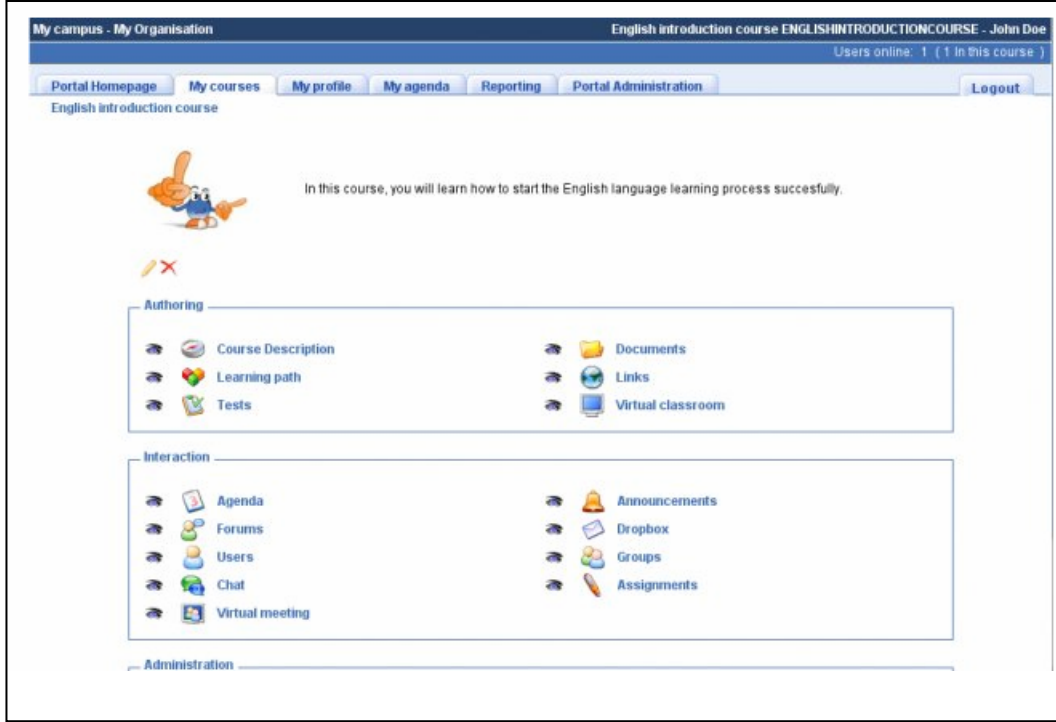 My campus - My Organisation English introduction course ENGLISHINTRODUCTIONCOURSE - John Doe
Users online: 1 ( 1 In this course )
Portal Homepage My courses My profile My agenda Reporting Portal Administration Logout
English introduction course
In this course, you will learn how to start the English language learning process succesfully.
Authoring
Course Description Documents
Learning path Links
Tests Virtual classroom
Interaction
3
Agenda Announcements
Forums Dropbox
Users Groups
Chat Assignments
Virtual meeting
Administration